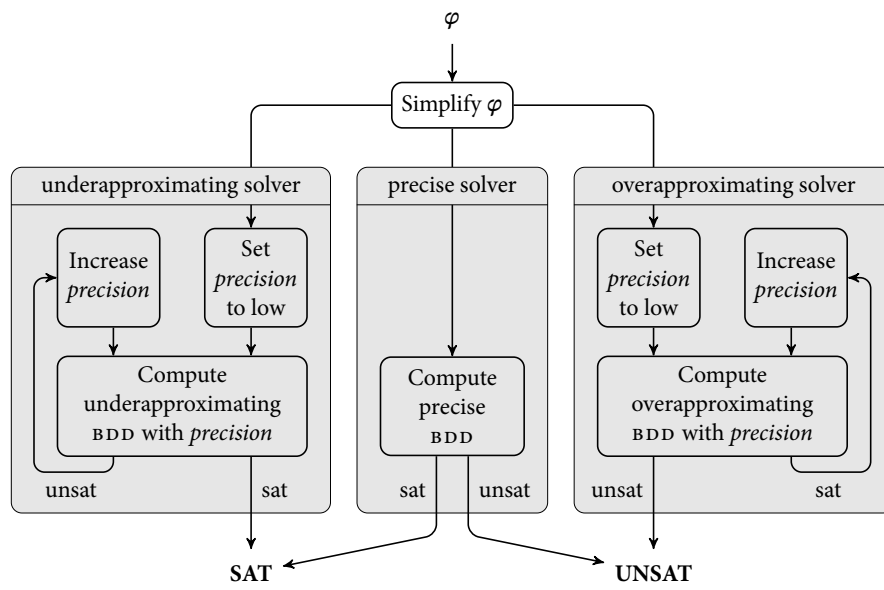 φ
Simplify φ
underapproximating solver
precise solver
overapproximating solver
Increase
precision
Set
precision
to low
Set
precision
to low
Increase
precision
Compute
underapproximating
BDD with precision
Compute
precise
BDD
Compute
overapproximating
BDD with precision
unsat
sat
sat
unsat
unsat
sat
SAT
UNSAT